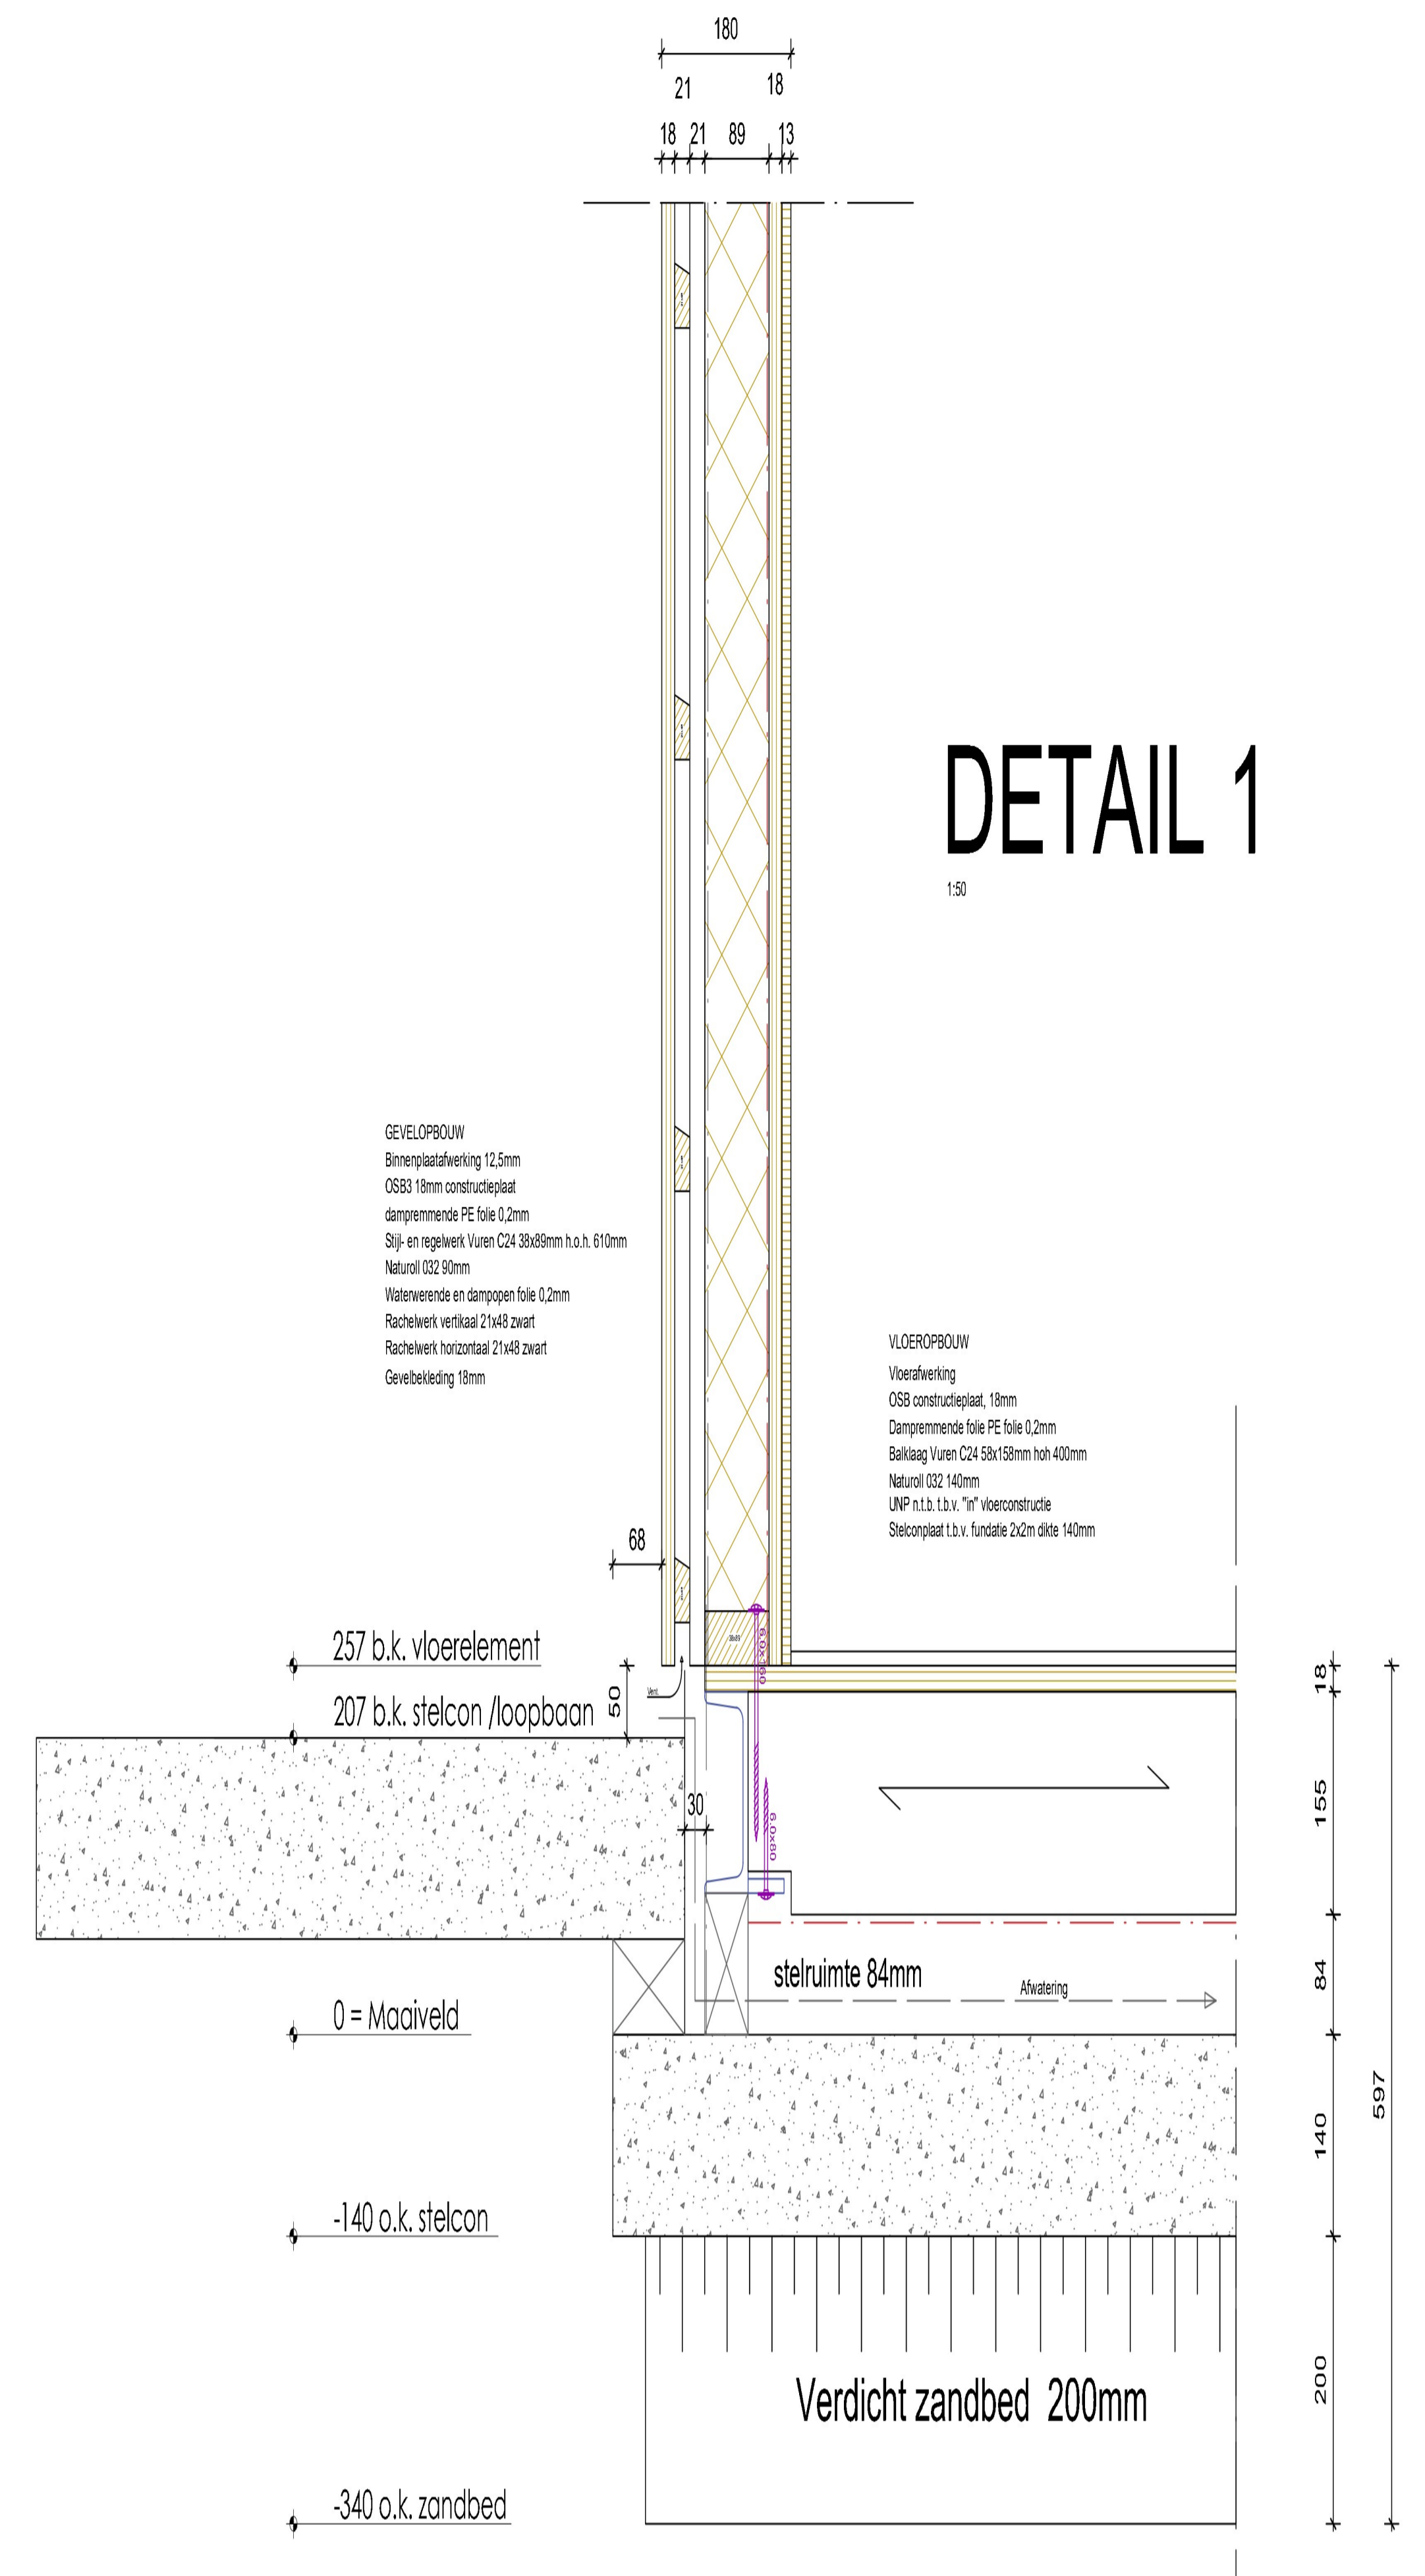 180
21
18
18
21
89
13
DETAIL 1
1:50
GEVELOPBOUW
Binnenplaatafwerking 12,5mm
OSB3 18mm constructieplaat
dampremmende PE folie 0,2mm
Stijl- en regelwerk Vuren C24 38x89mm h.o.h. 610mm
Naturoll 032 90mm
Waterwerende en dampopen folie 0,2mm
Rachelwerk vertikaal 21x48 zwart
Rachelwerk horizontaal 21x48 zwart
Gevelbekleding 18mm
VLOEROPBOUW
Vloerafwerking
OSB constructieplaat, 18mm
Dampremmende folie PE folie 0,2mm
Balklaag Vuren C24 58x158mm hoh 400mm
Naturoll 032 140mm
UNP n.t.b. t.b.v. "in" vloerconstructie
Stelconplaat t.b.v. fundatie 2x2m dikte 140mm
68
38x89
6.0x160
257 b.k. vloerelement
Vent.
50
18
207 b.k. stelcon /loopbaan
30
6.0x80
155
stelruimte 84mm
Afwatering
84
0 = Maaiveld
597
140
-140 o.k. stelcon
200
Verdicht zandbed 200mm
-340 o.k. zandbed